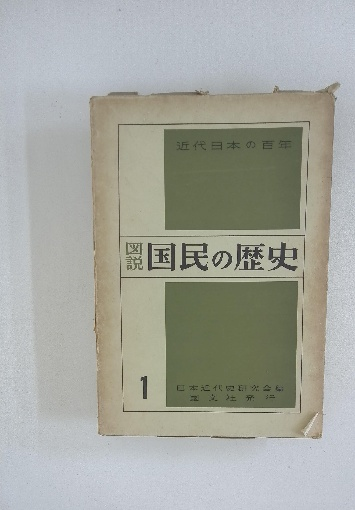 近代日本の百年
図説 国民の歴史
1
日本近代史研究会編
国文社発行